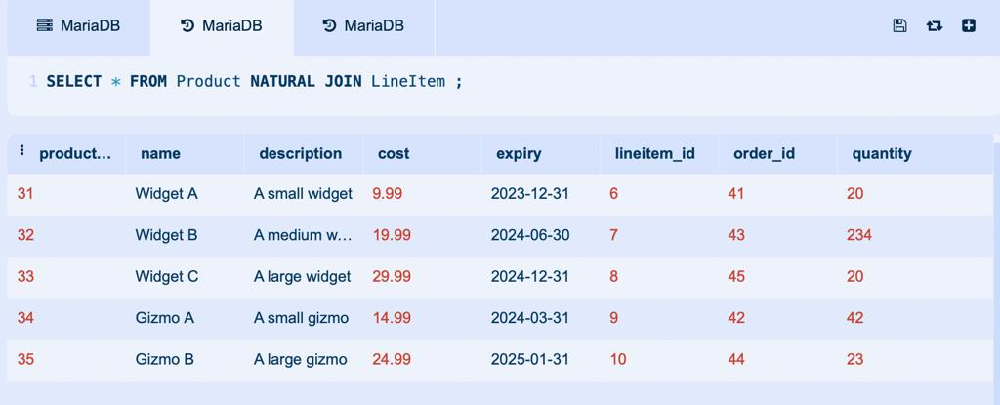 MariaDB MariaDB MariaDB
1 SELECT * FROM Product NATURAL JOIN LineItem ;
product… name description cost expiry lineitem_id order_id quantity
31 Widget A A small widget 9.99 2023-12-31 6 41 20
32 Widget B A medium w… 19.99 2024-06-30 7 43 234
33 Widget C A large widget 29.99 2024-12-31 8 45 20
34 Gizmo A A small gizmo 14.99 2024-03-31 9 42 42
35 Gizmo B A large gizmo 24.99 2025-01-31 10 44 23